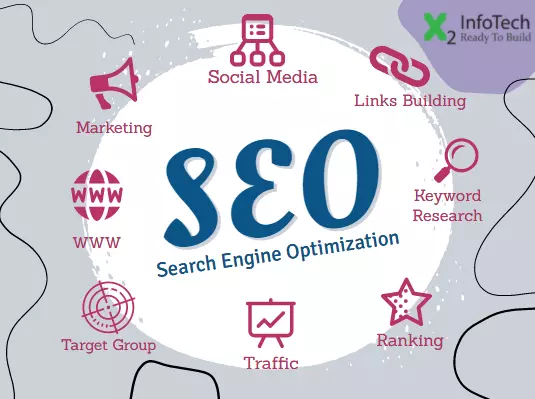 X2 InfoTech
Ready To Build
Social Media
Links Building
Marketing
SEO
Search Engine Optimization
Keyword
Research
WWW
WWW
Target Group
Traffic
Ranking